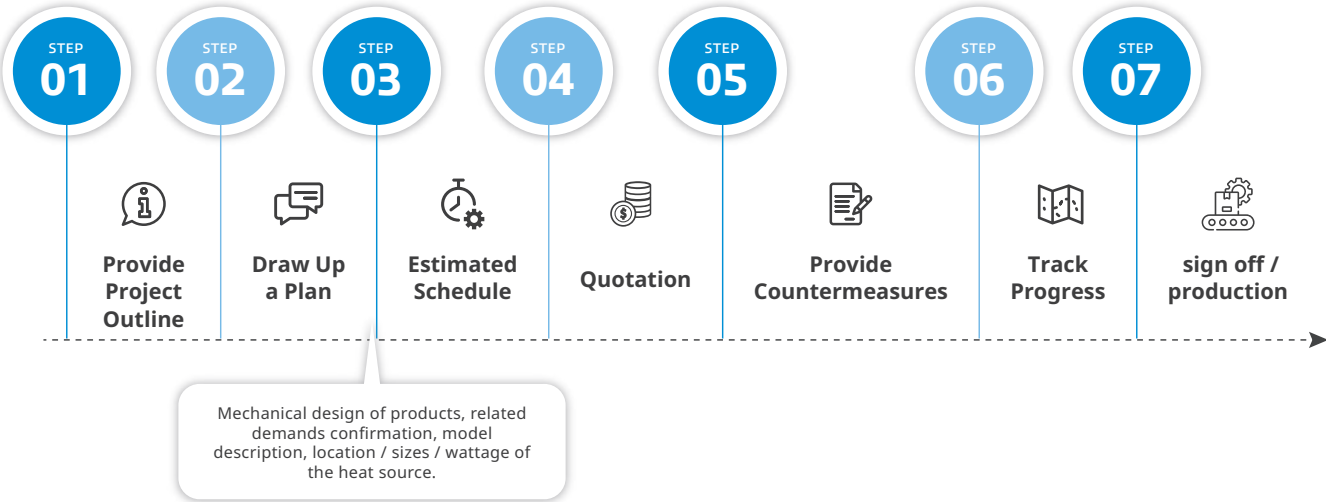 STEP
01
STEP
02
STEP
03
STEP
04
STEP
05
STEP
06
STEP
07
Provide
Project
Outline
Draw Up
a Plan
Estimated
Schedule
Quotation
Provide
Countermeasures
Track
Progress
sign off /
production
Mechanical design of products, related
demands confirmation, model
description, location / sizes / wattage of
the heat source.